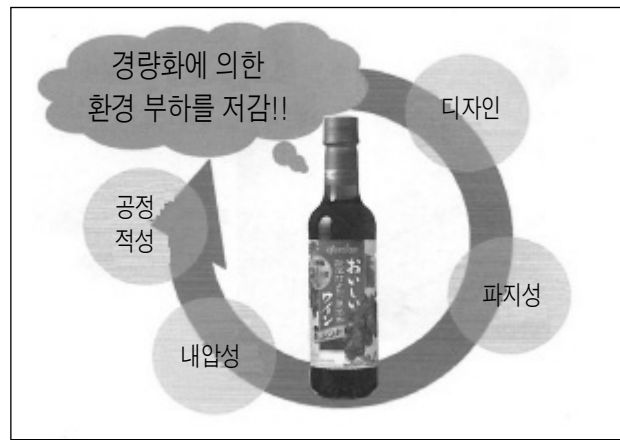 경량화에 의한
환경 부하를 저감!!
디자인
공정
적성
파지성
내압성
おいしい
ワイン